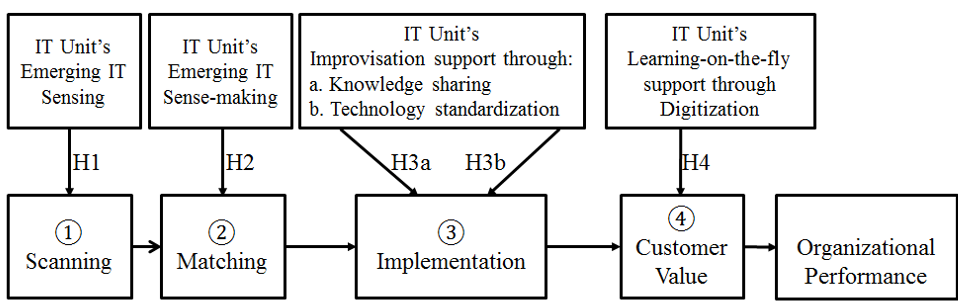 IT Unit's
Emerging IT
Sensing
IT Unit's
Emerging IT
Sense-making
IT Unit's
Improvisation support through:
a. Knowledge sharing
b. Technology standardization
IT Unit's
Learning-on-the-fly
support through
Digitization
H1
H2
H3a
H3b
H4
①
Scanning
②
Matching
③
Implementation
④
Customer
Value
Organizational
Performance